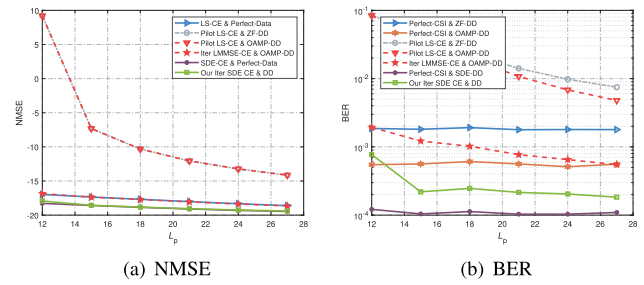 10
5
0
-5
-10
-15
-20
NMSE
12
14
16
18
20
22
24
26
28
Lp
LS-CE & Perfect-Data
Pilot LS-CE & ZF-DD
Pilot LS-CE & OAMP-DD
Iter LMMSE-CE & OAMP-DD
SDE-CE & Perfect-Data
Our Iter SDE CE & DD
(a) NMSE
10-1
10-2
10-3
10-4
BER
12
14
16
18
20
22
24
26
28
Lp
Perfect-CSI & ZF-DD
Perfect-CSI & OAMP-DD
Pilot LS-CE & ZF-DD
Pilot LS-CE & OAMP-DD
Iter LMMSE-CE & OAMP-DD
Perfect-CSI & SDE-DD
Our Iter SDE CE & DD
(b) BER